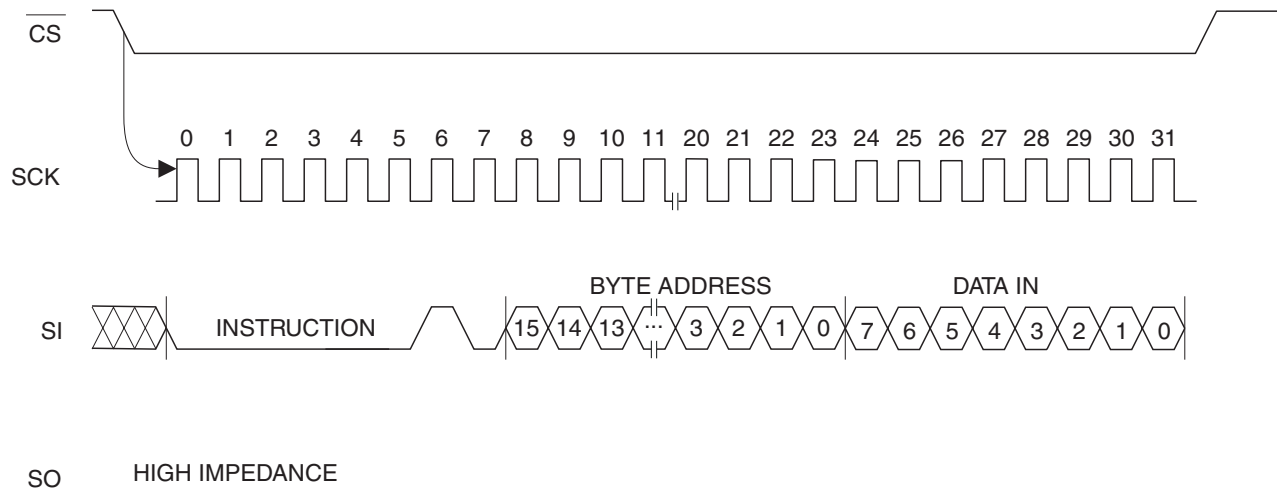 CS
0 1 2 3 4 5 6 7 8 9 10 11 20 21 22 23 24 25 26 27 28 29 30 31
SCK
BYTE ADDRESS DATA IN
SI INSTRUCTION 15 14 13 ... 3 2 1 0 7 6 5 4 3 2 1 0
SO HIGH IMPEDANCE